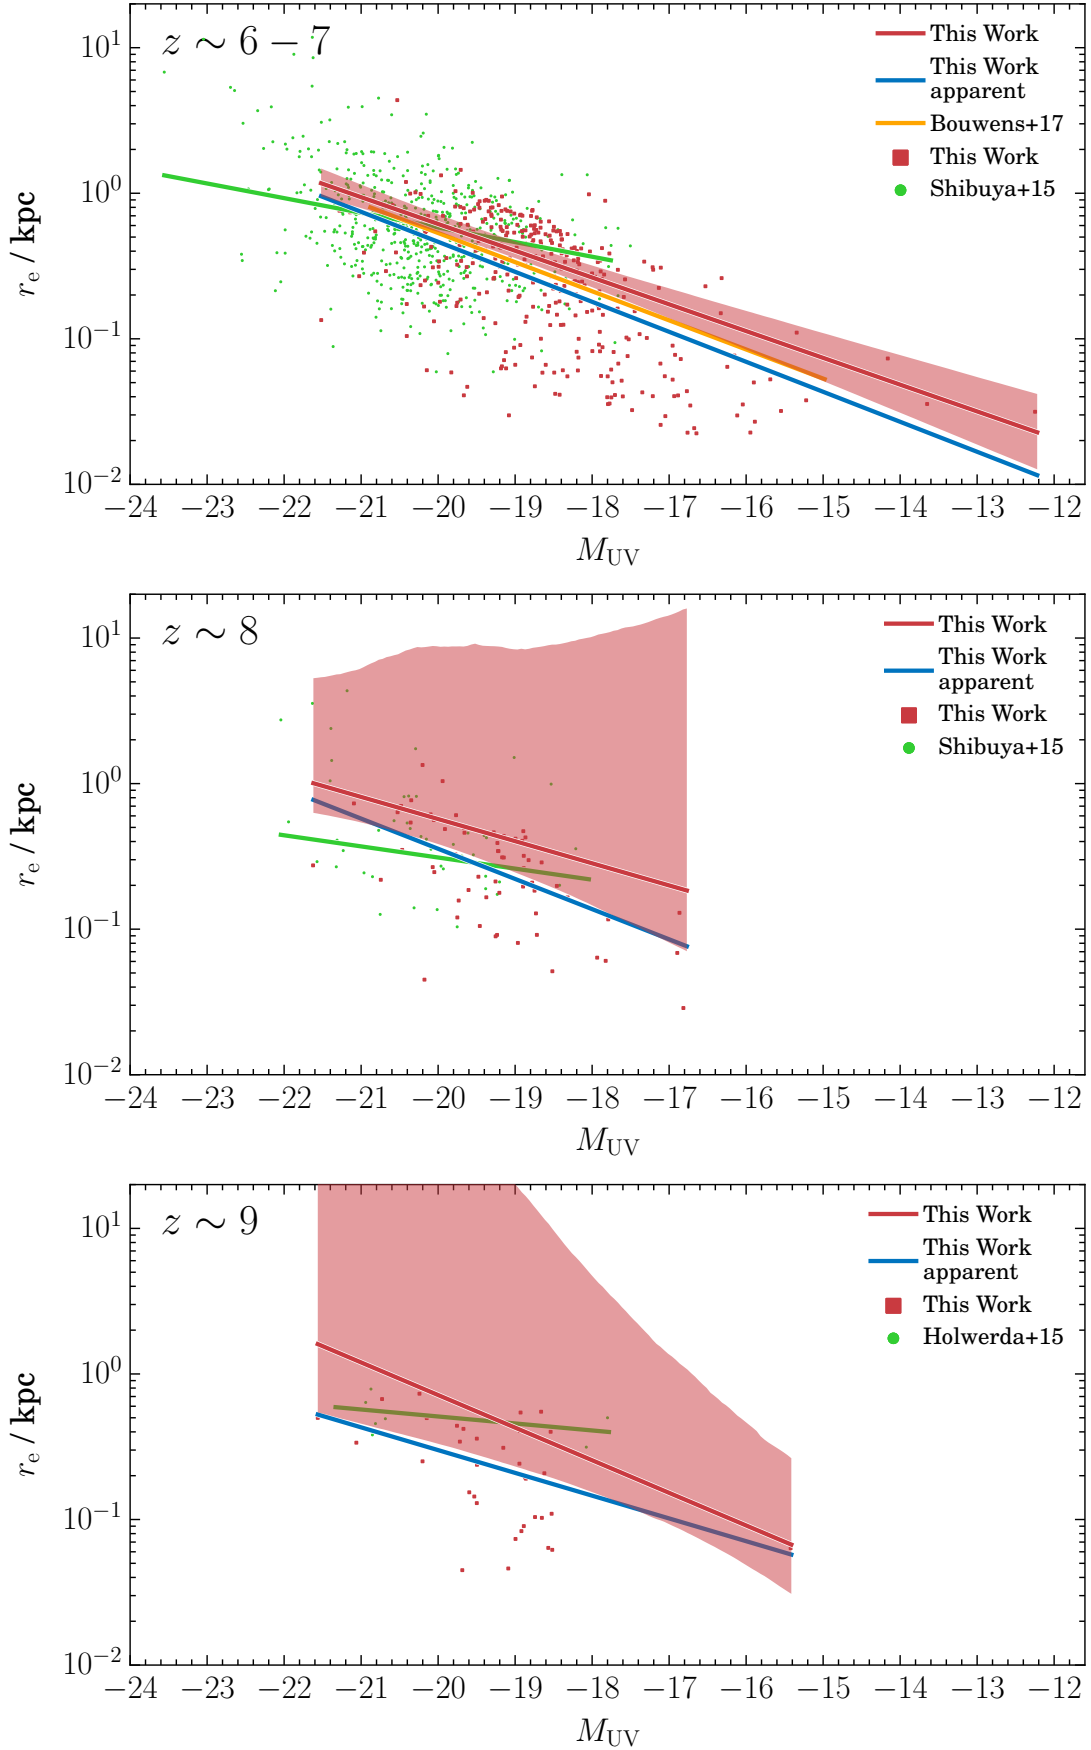 z ∼ 6 − 7
This Work
This Work
apparent
Bouwens+17
This Work
Shibuya+15
10¹
10⁰
10⁻¹
10⁻²
rₑ / kpc
−24 −23 −22 −21 −20 −19 −18 −17 −16 −15 −14 −13 −12
M_UV
z ∼ 8
This Work
This Work
apparent
This Work
Shibuya+15
10¹
10⁰
10⁻¹
10⁻²
rₑ / kpc
−24 −23 −22 −21 −20 −19 −18 −17 −16 −15 −14 −13 −12
M_UV
z ∼ 9
This Work
This Work
apparent
This Work
Holwerda+15
10¹
10⁰
10⁻¹
10⁻²
rₑ / kpc
−24 −23 −22 −21 −20 −19 −18 −17 −16 −15 −14 −13 −12
M_UV